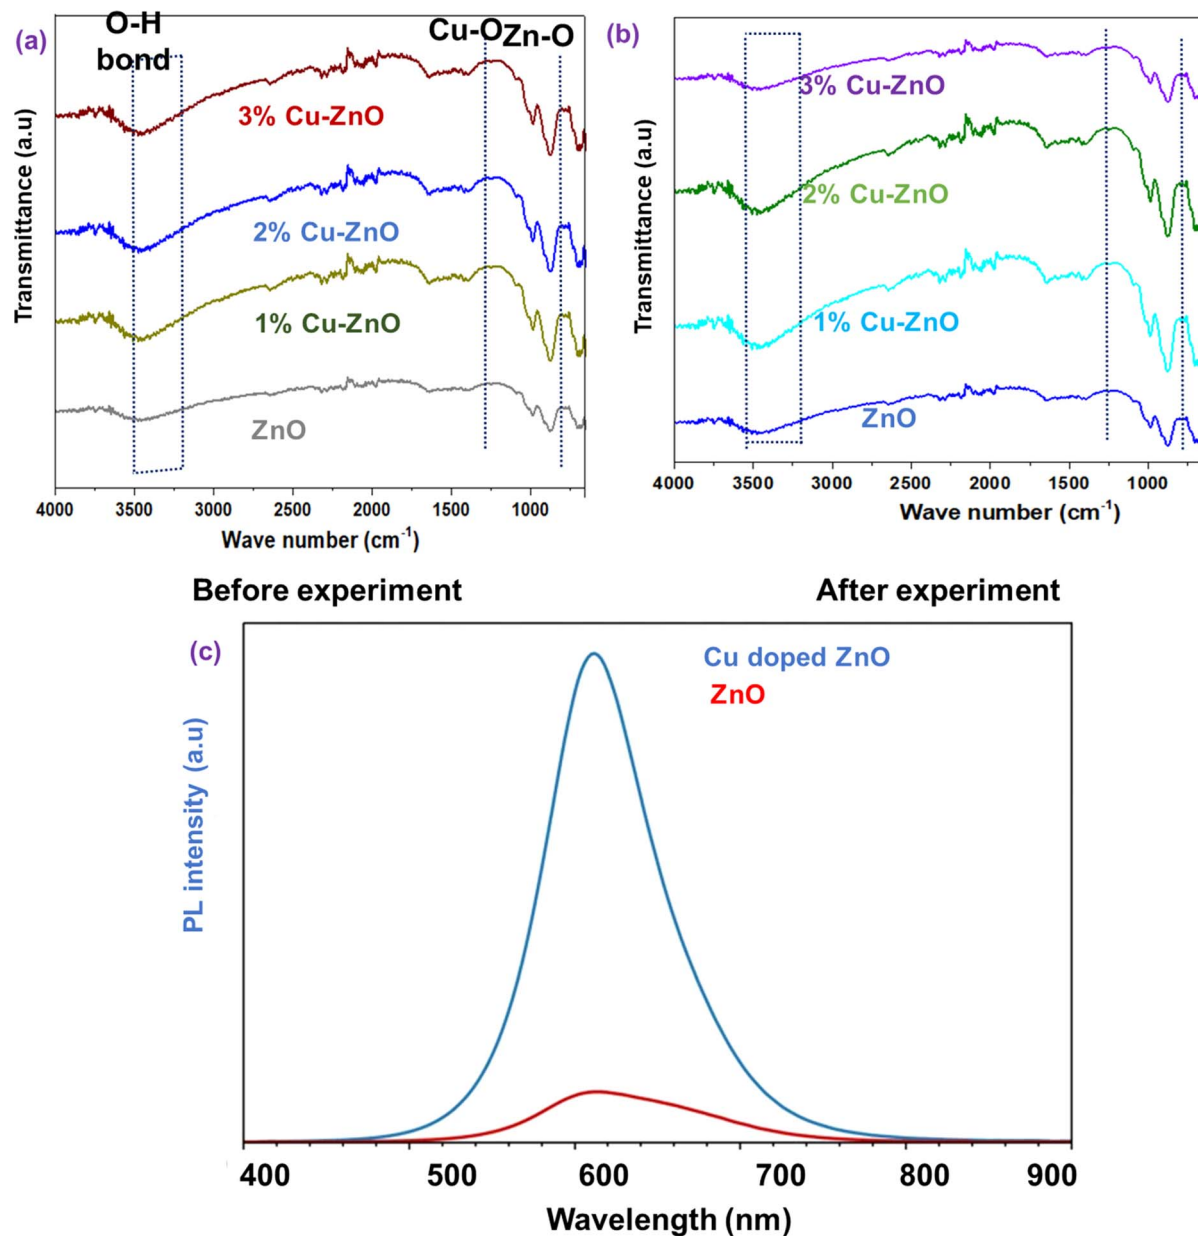 (a)
O-H
bond
Cu-O
Zn-O
3% Cu-ZnO
2% Cu-ZnO
1% Cu-ZnO
ZnO
Transmittance (a.u)
4000 3500 3000 2500 2000 1500 1000
Wave number (cm⁻¹)
Before experiment
(b)
3% Cu-ZnO
2% Cu-ZnO
1% Cu-ZnO
ZnO
Transmittance (a.u)
4000 3500 3000 2500 2000 1500 1000
Wave number (cm⁻¹)
After experiment
(c)
Cu doped ZnO
ZnO
PL intensity (a.u)
400 500 600 700 800 900
Wavelength (nm)